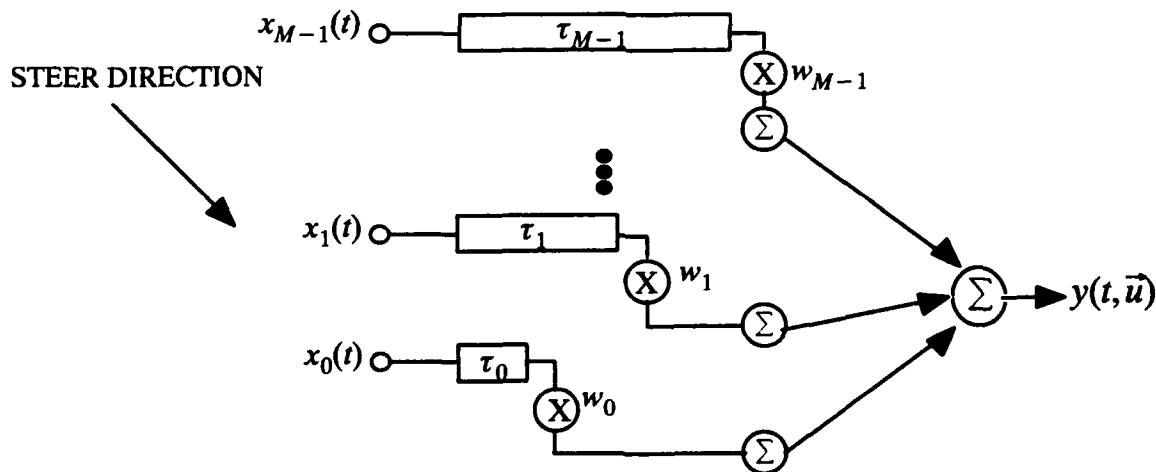 x_{M-1}(t)
τ_{M-1}
X
w_{M-1}
STEER DIRECTION
Σ
x_1(t)
τ_1
X
w_1
Σ
Σ
y(t, \vec{u})
x_0(t)
τ_0
X
w_0
Σ